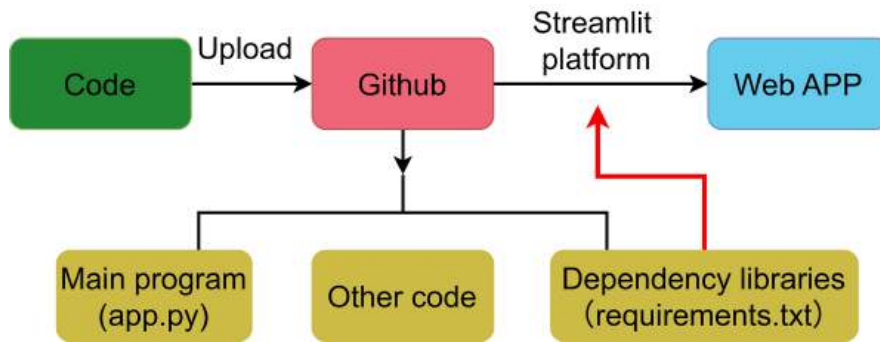 Upload
Streamlit
platform
Code
Github
Web APP
Main program
(app.py)
Other code
Dependency libraries
（requirements.txt）